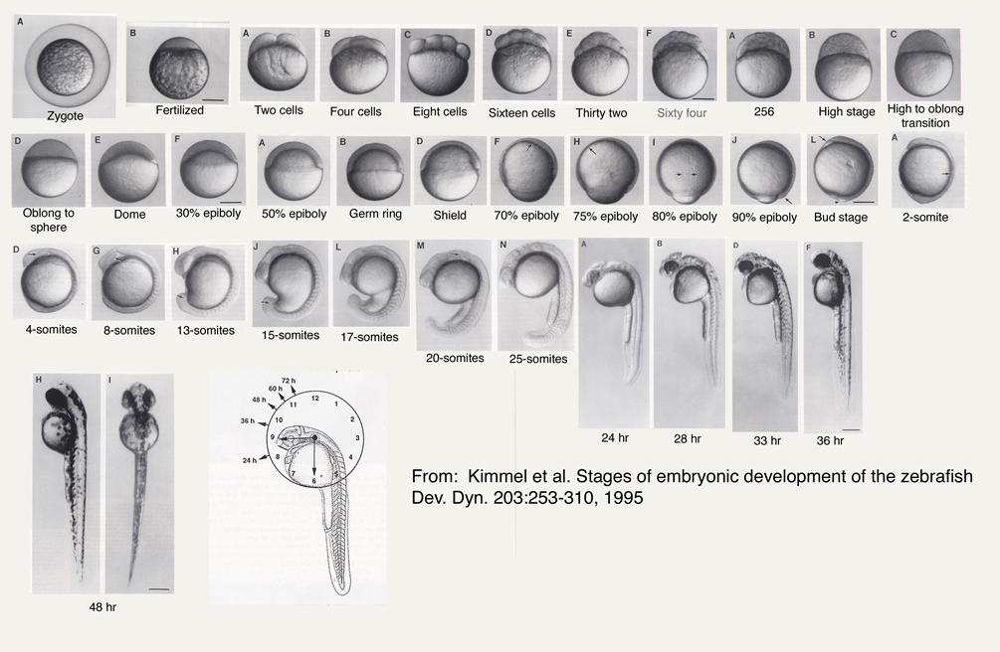 A
B
A
B
C
D
E
F
A
B
C
Zygote
Fertilized
Two cells
Four cells
Eight cells
Sixteen cells
Thirty two
Sixty four
256
High stage
High to oblong
transition
D
E
F
A
B
D
F
H
I
J
L
A
Oblong to
sphere
Dome
30% epiboly
50% epiboly
Germ ring
Shield
70% epiboly
75% epiboly
80% epiboly
90% epiboly
Bud stage
2-somite
D
G
H
J
L
M
N
A
B
D
F
4-somites
8-somites
13-somites
15-somites
17-somites
20-somites
25-somites
24 hr
28 hr
33 hr
36 hr
H
I
48 hr
72 h
60 h
48 h
36 h
24 h
12
1
2
3
4
5
6
7
8
9
10
11
From: Kimmel et al. Stages of embryonic development of the zebrafish
Dev. Dyn. 203:253-310, 1995